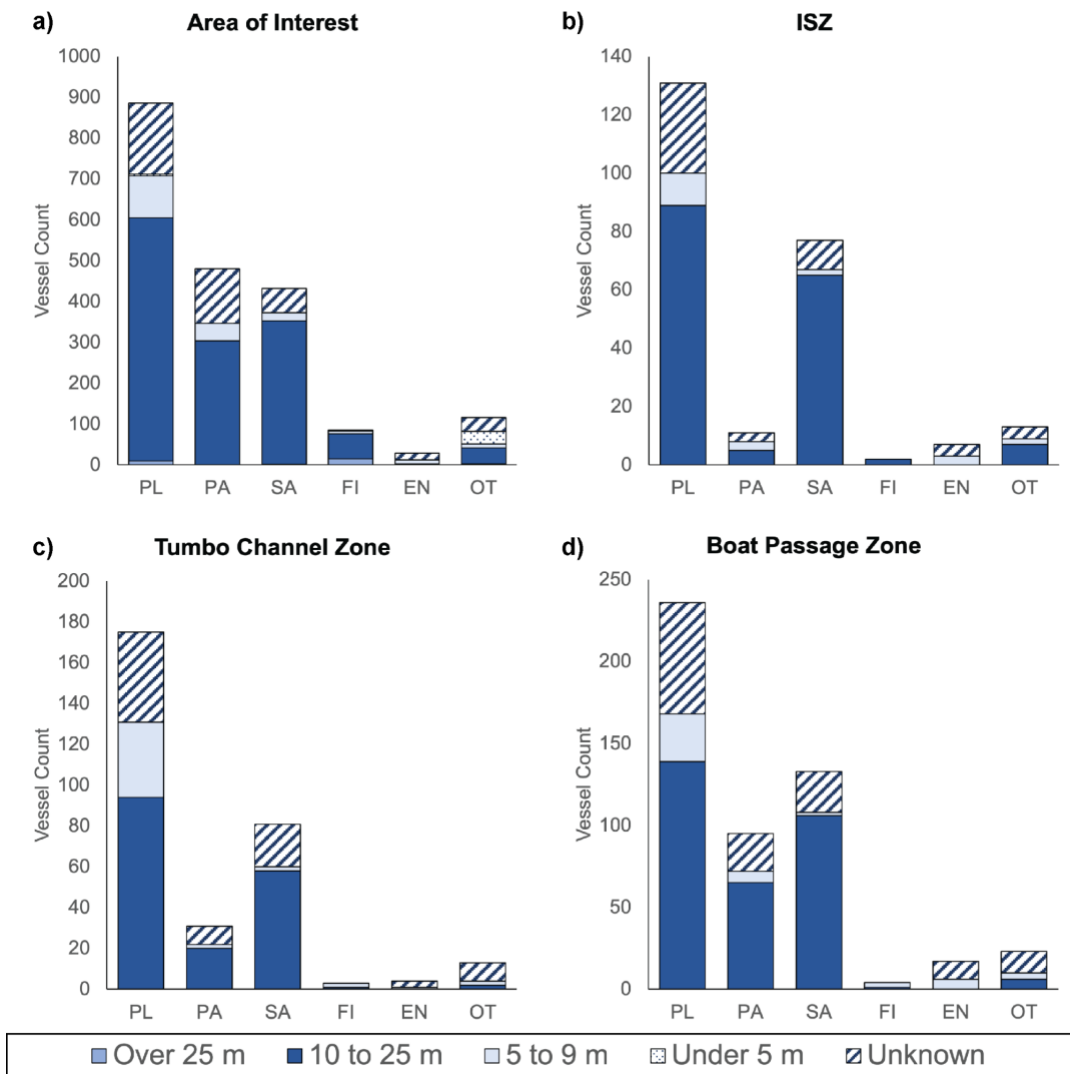 a) Area of Interest
1000
900
800
700
600
500
400
300
200
100
0
Vessel Count
PL PA SA FI EN OT
b) ISZ
140
120
100
80
60
40
20
0
Vessel Count
PL PA SA FI EN OT
c) Tumbo Channel Zone
200
180
160
140
120
100
80
60
40
20
0
Vessel Count
PL PA SA FI EN OT
d) Boat Passage Zone
250
200
150
100
50
0
Vessel Count
PL PA SA FI EN OT
Over 25 m 10 to 25 m 5 to 9 m Under 5 m Unknown